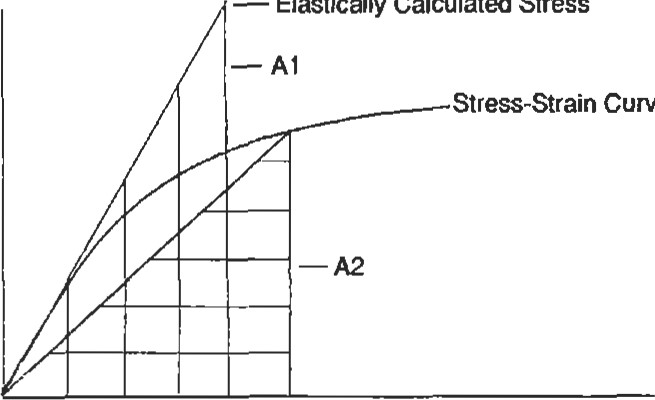 Elastically Calculated Stress
A1
Stress-Strain Curv
A2